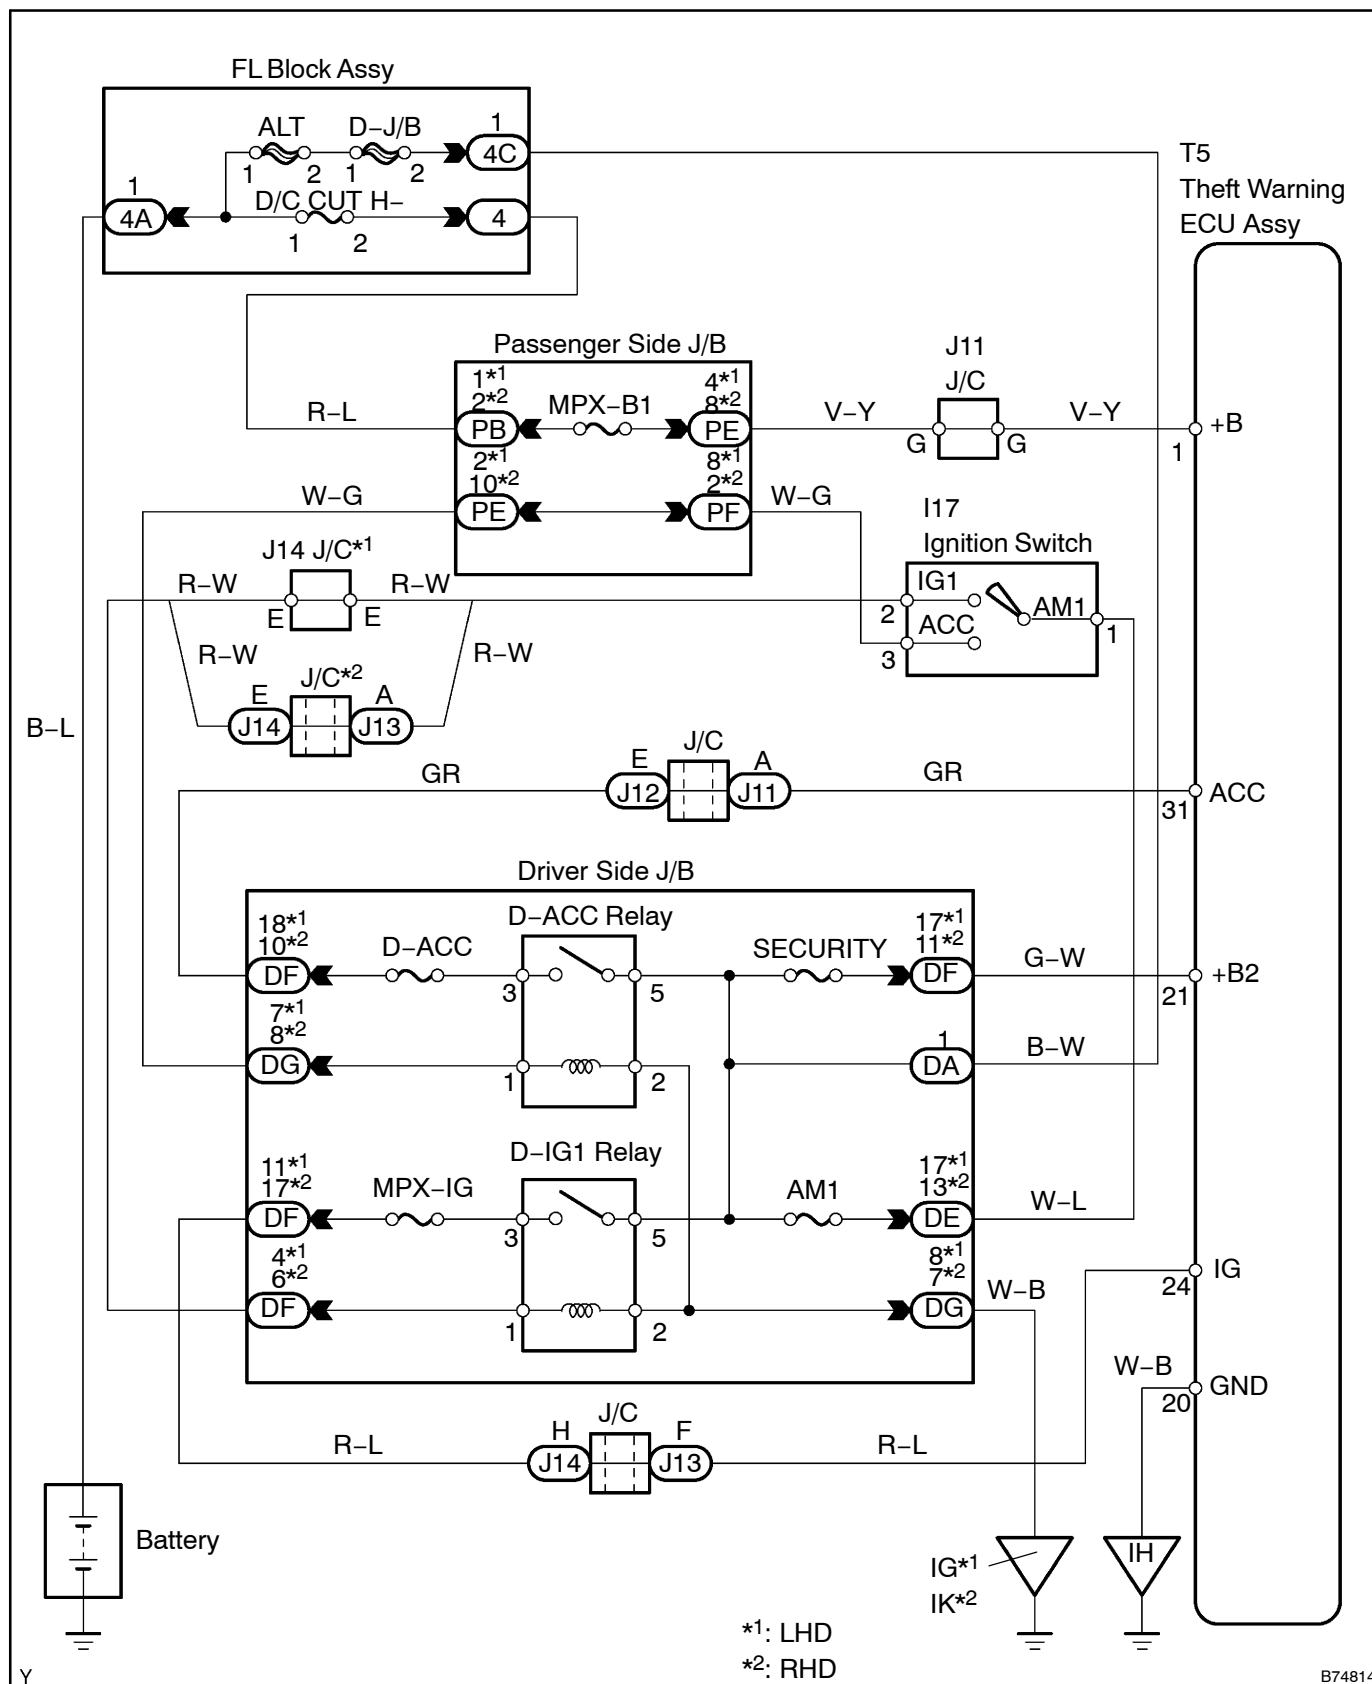 FL Block Assy
ALT
D−J/B
1
4C
1
2
1
2
1
4A
D/C CUT H−
4
1
2
T5
Theft Warning
ECU Assy
Passenger Side J/B
J11
J/C
1*1
2*2
4*1
8*2
R−L
PB
MPX−B1
PE
V−Y
V−Y
+B
G
G
1
2*1
10*2
8*1
2*2
W−G
PE
PF
W−G
I17
Ignition Switch
J14 J/C*1
R−W
R−W
IG1
E
E
2
AM1
1
ACC
3
R−W
R−W
J/C*2
E
A
J14
J13
B−L
J/C
E
A
GR
GR
J12
J11
ACC
31
Driver Side J/B
D−ACC Relay
18*1
10*2
D−ACC
SECURITY
17*1
11*2
G−W
DF
DF
+B2
3
5
21
7*1
8*2
1
B−W
DG
DA
1
2
D−IG1 Relay
11*1
17*2
MPX−IG
AM1
17*1
13*2
DF
DE
W−L
3
5
4*1
6*2
8*1
7*2
IG
DF
DG
W−B
24
1
2
W−B
GND
20
J/C
H
F
R−L
R−L
J14
J13
Battery
IG*1
IK*2
IH
*1: LHD
*2: RHD
Y
B74814